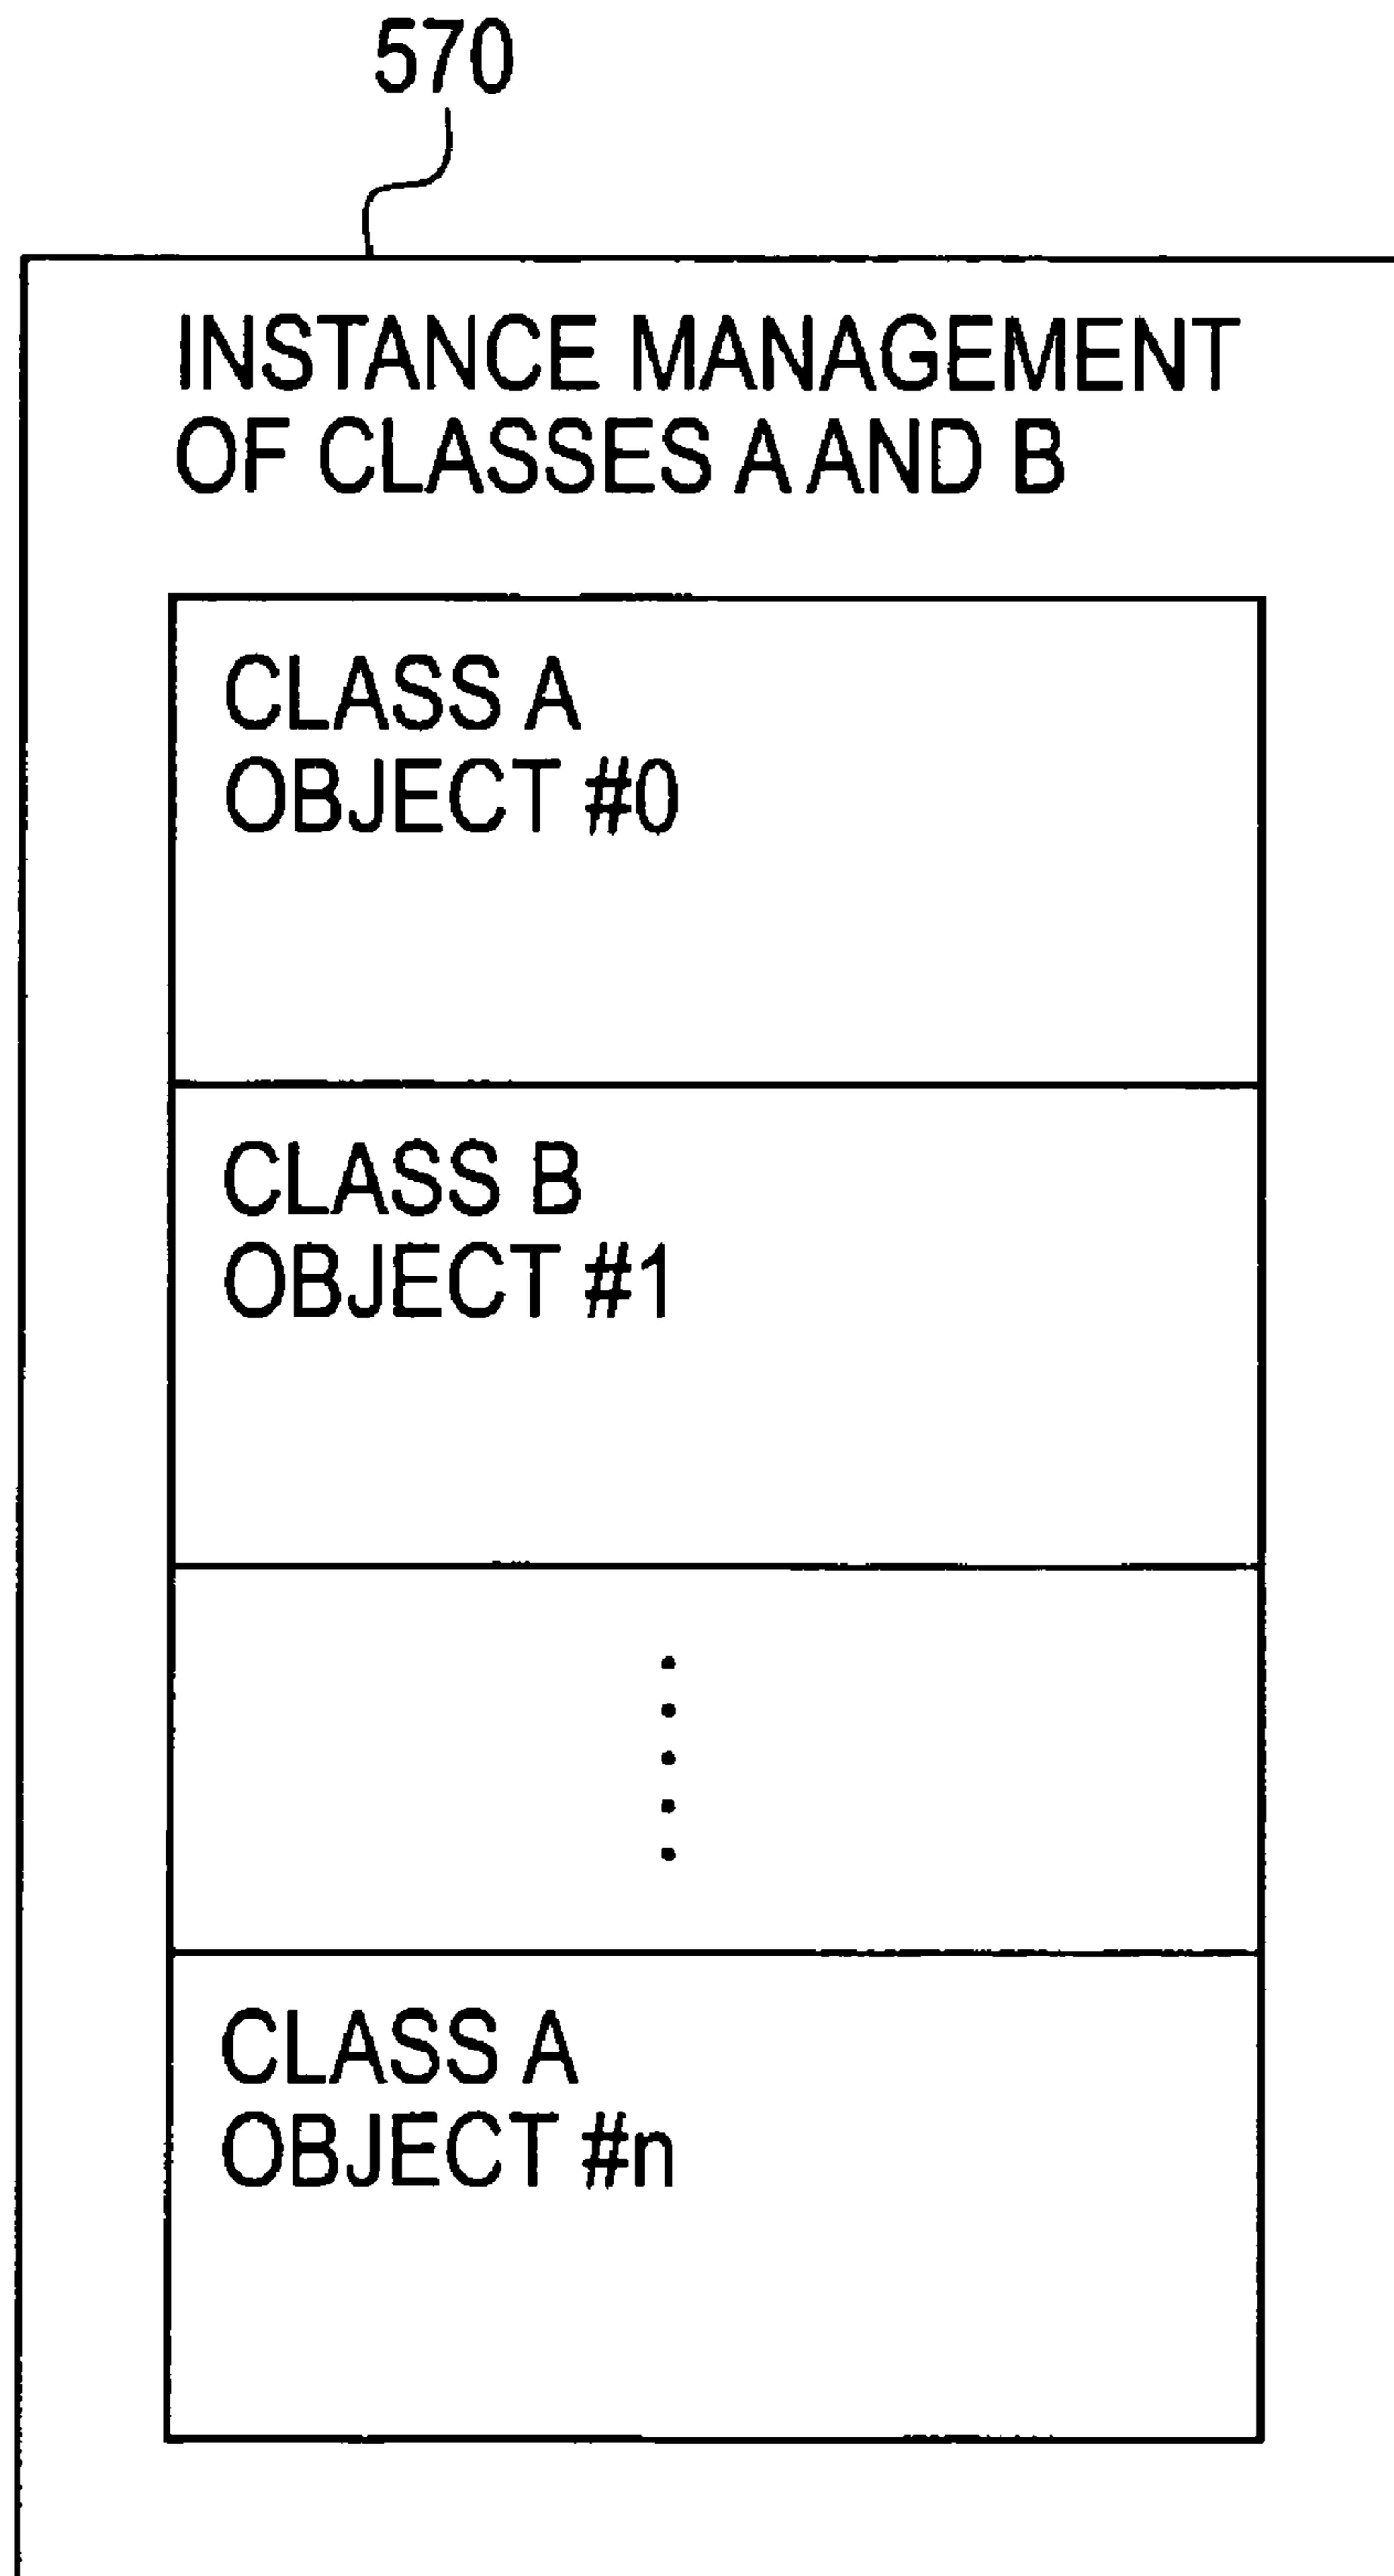 570
INSTANCE MANAGEMENT
OF CLASSES A AND B
CLASS A
OBJECT #0
CLASS B
OBJECT #1
CLASS A
OBJECT #n